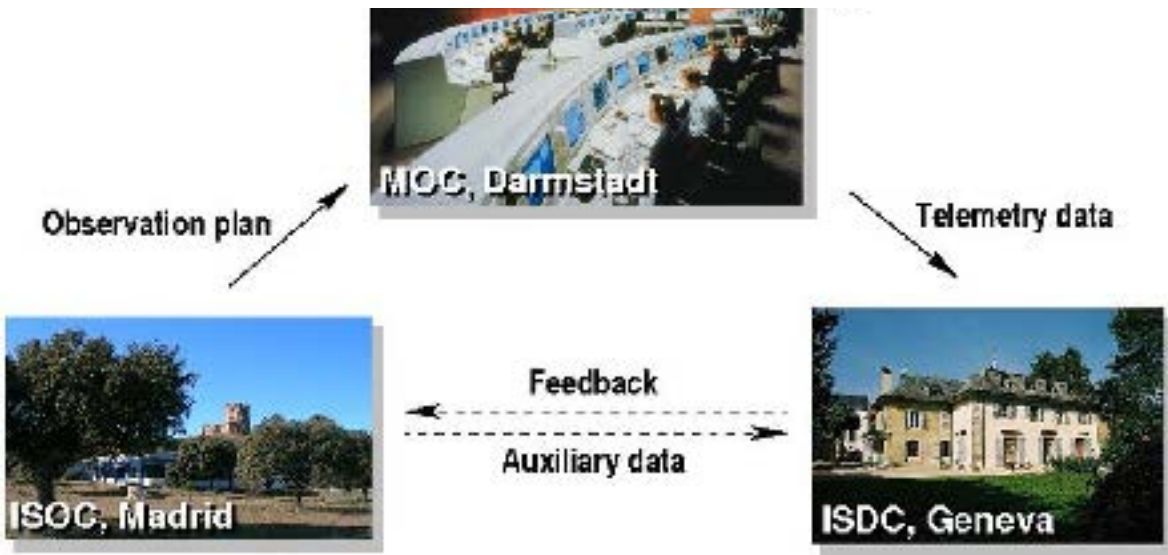 MOC, Darmstadt
Observation plan
Telemetry data
Feedback
Auxiliary data
ISOC, Madrid
ISDC, Geneva